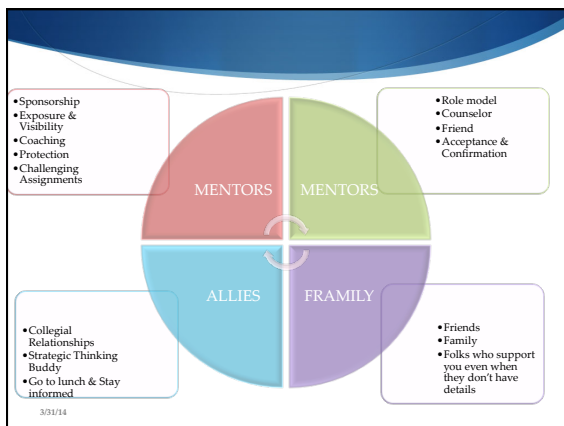 •Sponsorship
•Exposure &
Visibility
•Coaching
•Protection
•Challenging
Assignments
•Role model
•Counselor
•Friend
•Acceptance &
Confirmation
MENTORS
MENTORS
ALLIES
FRAMILY
•Collegial
Relationships
•Strategic Thinking
Buddy
•Go to lunch & Stay
informed
•Friends
•Family
•Folks who support
you even when
they don't have
details
3/31/14